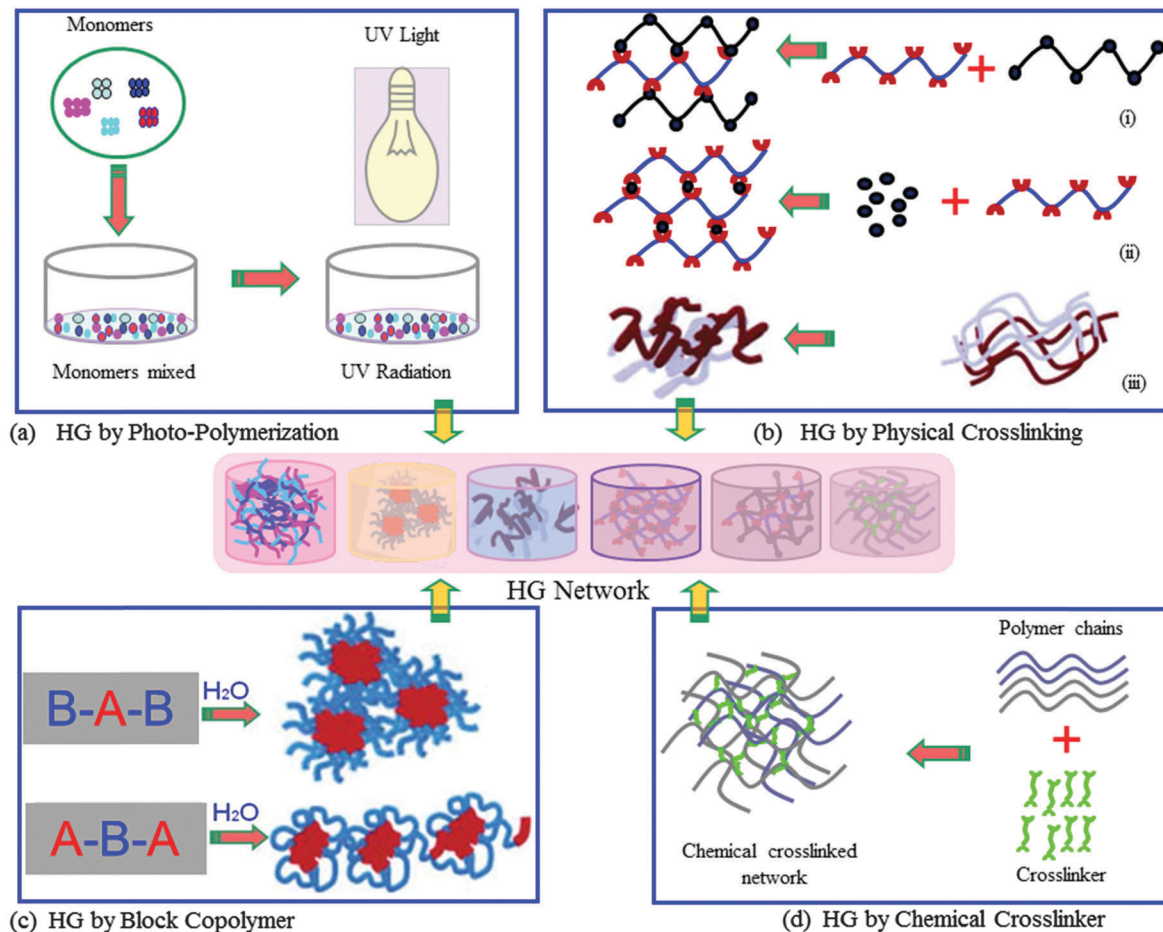 Monomers
UV Light
Monomers mixed
UV Radiation
(a) HG by Photo-Polymerization
+
(i)
+
(ii)
(iii)
(b) HG by Physical Crosslinking
HG Network
B-A-B
H₂O
A-B-A
H₂O
(c) HG by Block Copolymer
Polymer chains
+
Chemical crosslinked
network
Crosslinker
(d) HG by Chemical Crosslinker